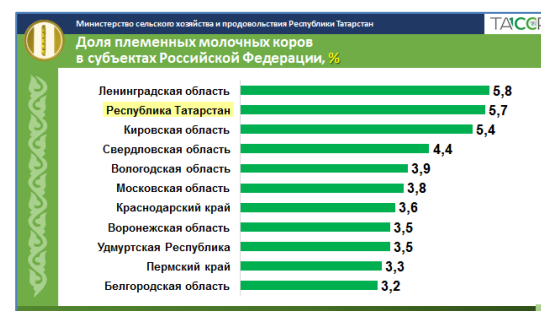 Министерство сельского хозяйства и продовольствия Республики Татарстан
Доля племенных молочных коров
в субъектах Российской Федерации, %
Ленинградская область 5,8
Республика Татарстан 5,7
Кировская область 5,4
Свердловская область 4,4
Вологодская область 3,9
Московская область 3,8
Краснодарский край 3,6
Воронежская область 3,5
Удмуртская Республика 3,5
Пермский край 3,3
Белгородская область 3,2